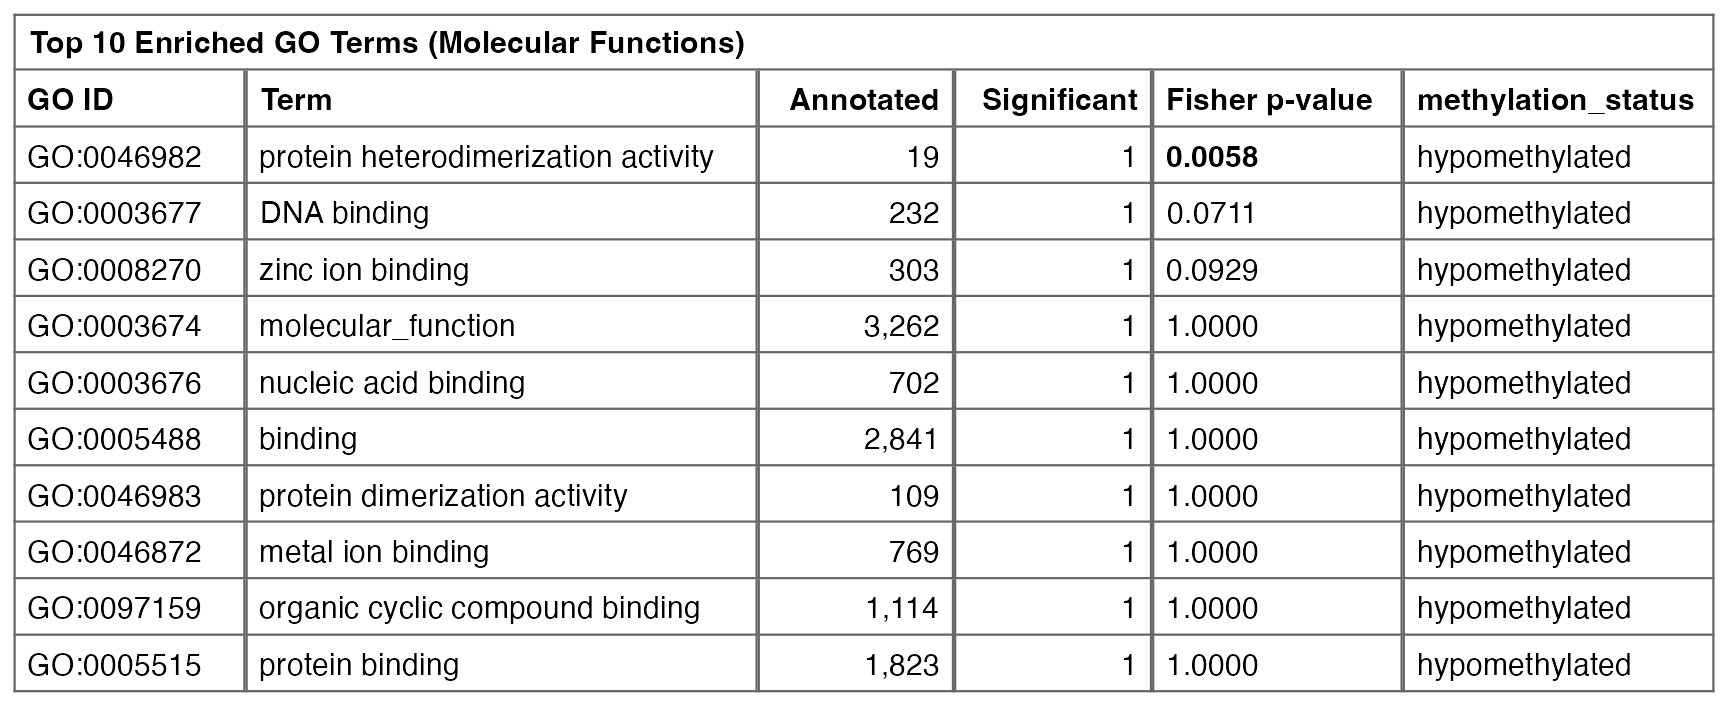 Top 10 Enriched GO Terms (Molecular Functions)
GO ID Term Annotated Significant Fisher p-value methylation_status
GO:0046982 protein heterodimerization activity 19 1 0.0058 hypomethylated
GO:0003677 DNA binding 232 1 0.0711 hypomethylated
GO:0008270 zinc ion binding 303 1 0.0929 hypomethylated
GO:0003674 molecular_function 3,262 1 1.0000 hypomethylated
GO:0003676 nucleic acid binding 702 1 1.0000 hypomethylated
GO:0005488 binding 2,841 1 1.0000 hypomethylated
GO:0046983 protein dimerization activity 109 1 1.0000 hypomethylated
GO:0046872 metal ion binding 769 1 1.0000 hypomethylated
GO:0097159 organic cyclic compound binding 1,114 1 1.0000 hypomethylated
GO:0005515 protein binding 1,823 1 1.0000 hypomethylated